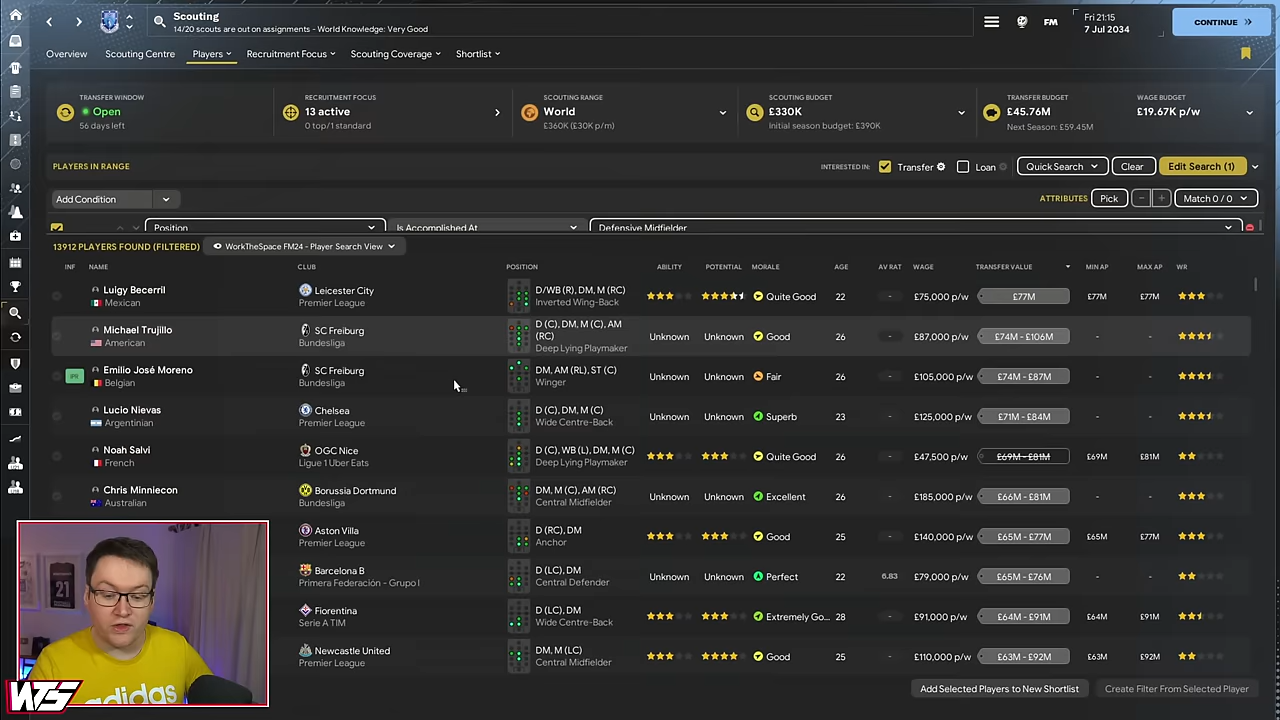 Scouting
14/20 scouts are out on assignments - World Knowledge: Very Good
FM
Fri 21:15
7 Jul 2034
CONTINUE
Overview
Scouting Centre
Players
Recruitment Focus
Scouting Coverage
Shortlist
TRANSFER WINDOW
Open
56 days left
RECRUITMENT FOCUS
13 active
0 top/1 standard
SCOUTING RANGE
World
£360K (£30K p/m)
SCOUTING BUDGET
£330K
Initial season budget: £390K
TRANSFER BUDGET
£45.76M
Next Season: £59.45M
WAGE BUDGET
£19.67K p/w
PLAYERS IN RANGE
INTERESTED IN:
Transfer
Loan
Quick Search
Clear
Edit Search (1)
Add Condition
ATTRIBUTES
Pick
Match 0 / 0
Position
Is Accomplished At
Defensive Midfielder
13912 PLAYERS FOUND (FILTERED)
WorkTheSpace FM24 - Player Search View
INF NAME CLUB POSITION ABILITY POTENTIAL MORALE AGE AV RAT WAGE TRANSFER VALUE MIN AP MAX AP WR
Luigy Becerril Leicester City D/WB (R), DM, M (RC) Quite Good 22 - £75,000 p/w £77M £77M £77M
Mexican Premier League Inverted Wing-Back
Michael Trujillo SC Freiburg D (C), DM, M (C), AM (RC) Unknown Unknown Good 26 - £87,000 p/w £74M - £106M - -
American Bundesliga Deep Lying Playmaker
Emilio José Moreno SC Freiburg DM, AM (RL), ST (C) Unknown Unknown Fair 26 - £105,000 p/w £74M - £87M - -
Belgian Bundesliga Winger
Lucio Nievas Chelsea D (C), DM, M (C) Unknown Unknown Superb 23 - £125,000 p/w £71M - £84M - -
Argentinian Premier League Wide Centre-Back
Noah Salvi OGC Nice D (C), WB (L), DM, M (C) Quite Good 26 - £47,500 p/w £69M - £81M £69M £81M
French Ligue 1 Uber Eats Deep Lying Playmaker
Chris Minniecon Borussia Dortmund DM, M (C), AM (RC) Unknown Unknown Excellent 26 - £185,000 p/w £66M - £81M - -
Australian Bundesliga Central Midfielder
Aston Villa D (RC), DM Good 25 - £140,000 p/w £65M - £77M £65M £77M
Premier League Anchor
Barcelona B D (LC), DM Unknown Unknown Perfect 22 6.83 £79,000 p/w £65M - £76M - -
Primera Federación - Grupo I Central Defender
Fiorentina D (LC), DM Extremely Go... 28 - £91,000 p/w £64M - £91M £64M £91M
Serie A TIM Wide Centre-Back
Newcastle United DM, M (LC) Good 25 - £110,000 p/w £63M - £92M £63M £92M
Premier League Central Midfielder
21
adidas
WTS
Add Selected Players to New Shortlist
Create Filter From Selected Player